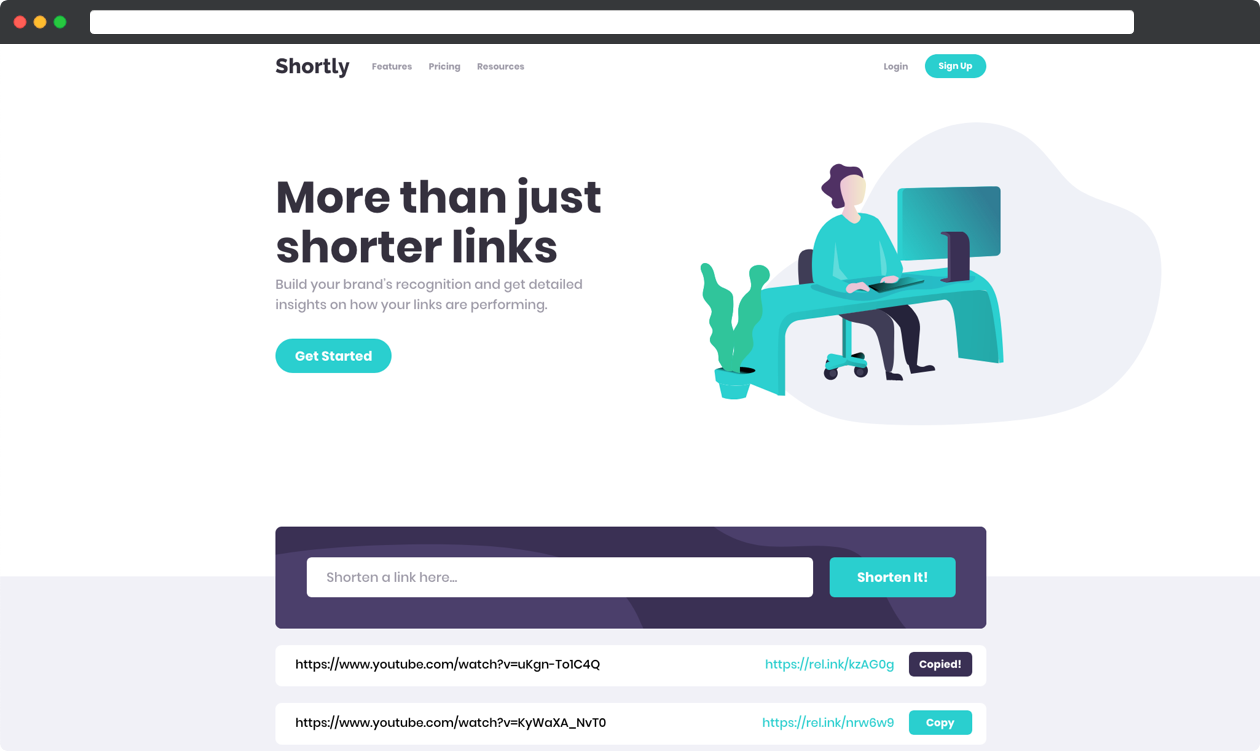 Shortly Features Pricing Resources Login Sign Up
More than just
shorter links
Build your brand's recognition and get detailed
insights on how your links are performing.
Get Started
Shorten a link here...
Shorten It!
https://www.youtube.com/watch?v=uKgn-To1C4Q https://rel.ink/kzAG0g Copied!
https://www.youtube.com/watch?v=KyWaXA_NvT0 https://rel.ink/nrw6w9 Copy